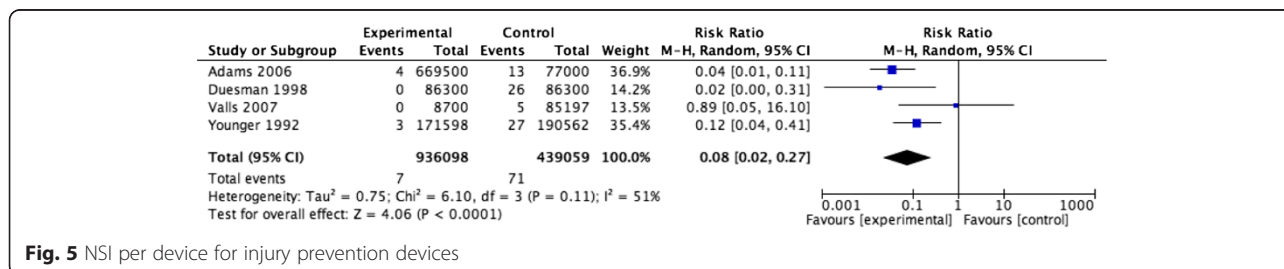 Experimental Control Risk Ratio Risk Ratio
Study or Subgroup Events Total Events Total Weight M-H, Random, 95% CI M-H, Random, 95% CI
Adams 2006 4 669500 13 77000 36.9% 0.04 [0.01, 0.11]
Duesman 1998 0 86300 26 86300 14.2% 0.02 [0.00, 0.31]
Valls 2007 0 8700 5 85197 13.5% 0.89 [0.05, 16.10]
Younger 1992 3 171598 27 190562 35.4% 0.12 [0.04, 0.41]
Total (95% CI) 936098 439059 100.0% 0.08 [0.02, 0.27]
Total events 7 71
Heterogeneity: Tau² = 0.75; Chi² = 6.10, df = 3 (P = 0.11); I² = 51%
Test for overall effect: Z = 4.06 (P < 0.0001)
0.001 0.1 1 10 1000
Favours [experimental] Favours [control]
Fig. 5 NSI per device for injury prevention devices